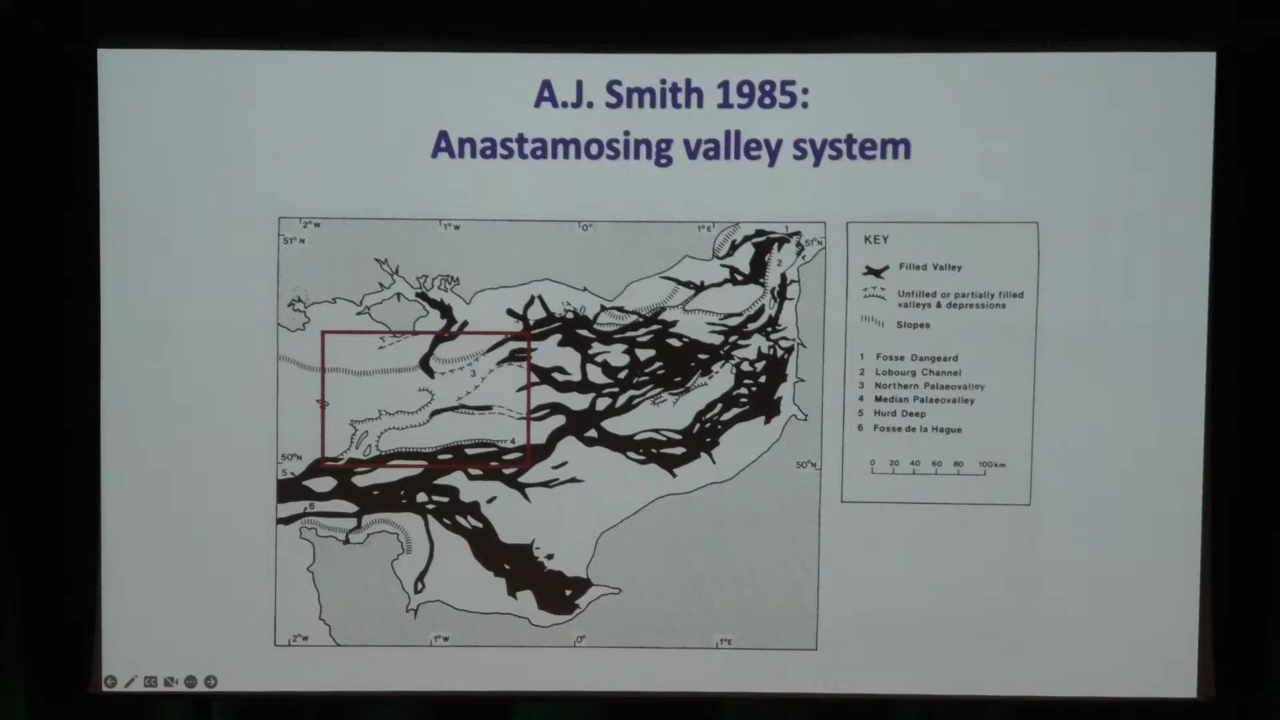 A.J. Smith 1985:
Anastamosing valley system
2°W
1°W
0°
1°E
51°N
51°N
1
2
3
4
50°N
50°N
5
6
2°W
1°W
0°
1°E
KEY
Filled Valley
Unfilled or partially filled
valleys & depressions
Slopes
1 Fosse Dangeard
2 Lobourg Channel
3 Northern Palaeovalley
4 Median Palaeovalley
5 Hurd Deep
6 Fosse de la Hague
0 20 40 60 80 100km
CC